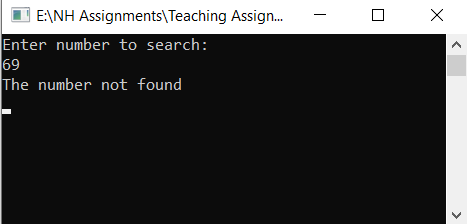 E:\NH Assignments\Teaching Assign...
Enter number to search:
69
The number not found